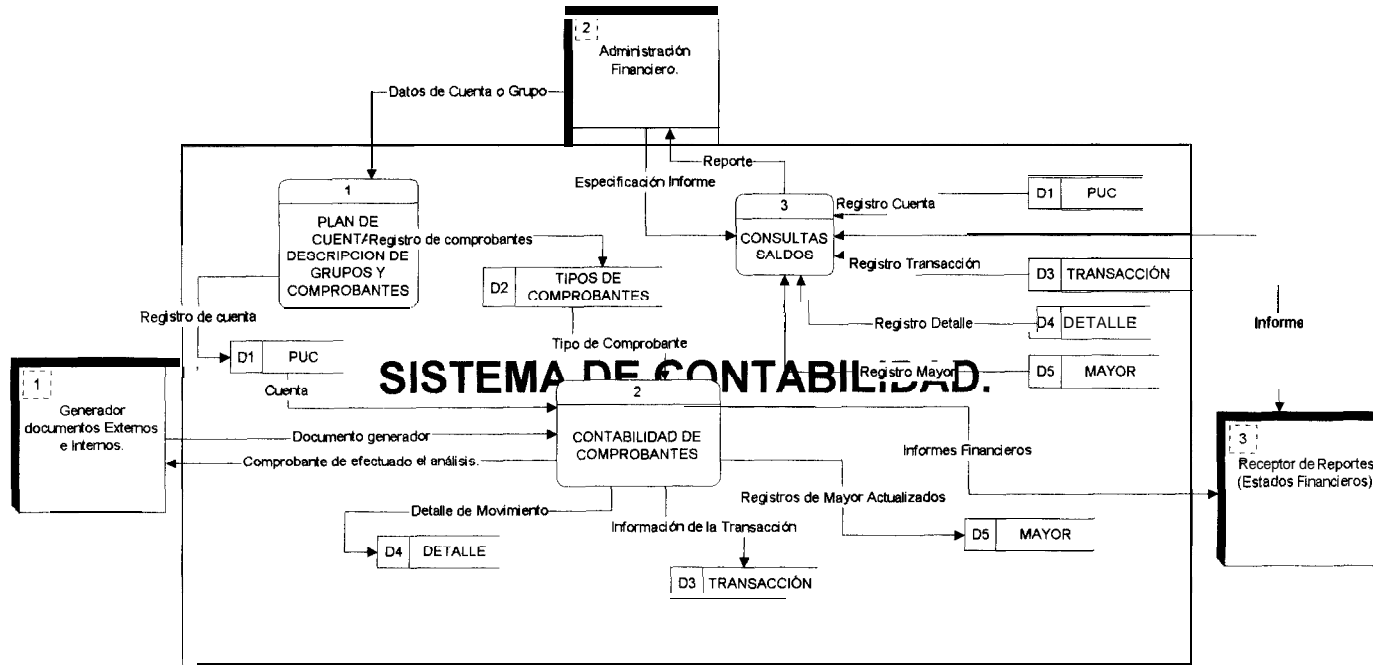 2
Administración
Financiero.
Datos de Cuenta o Grupo
Reporte
Especificación Informe
1
PLAN DE
CUENTA
DESCRIPCION DE
GRUPOS Y
COMPROBANTES
Registro de comprobantes
3
CONSULTAS
SALDOS
Registro Cuenta
D1 PUC
Registro Transacción
D3 TRANSACCIÓN
D2 TIPOS DE
COMPROBANTES
Registro de cuenta
Registro Detalle
D4 DETALLE
Informe
Tipo de Comprobante
D1 PUC
Registro Mayor
D5 MAYOR
SISTEMA DE CONTABILIDAD.
Cuenta
1
Generador
documentos Externos
e Internos.
2
CONTABILIDAD DE
COMPROBANTES
Documento generador
Comprobante de efectuado el análisis.
Informes Financieros
3
Receptor de Reportes
(Estados Financieros)
Registros de Mayor Actualizados
Detalle de Movimiento
Información de la Transacción
D4 DETALLE
D5 MAYOR
D3 TRANSACCIÓN